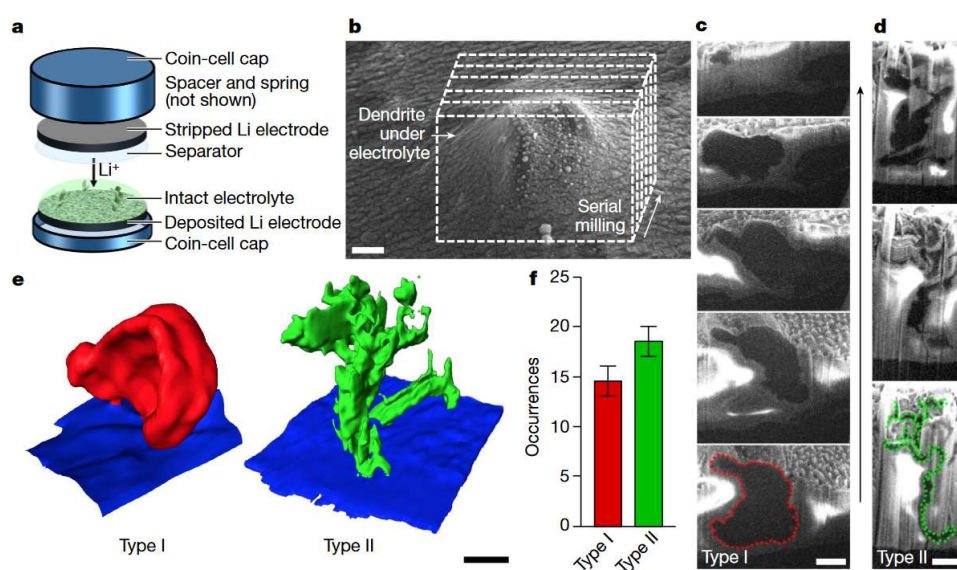 a
Coin-cell cap
Spacer and spring
(not shown)
Stripped Li electrode
Separator
Li⁺
Intact electrolyte
Deposited Li electrode
Coin-cell cap
b
Dendrite
under
electrolyte
Serial
milling
c
Type I
d
Type II
e
Type I
Type II
f
Occurrences
25
20
15
10
5
0
Type I
Type II